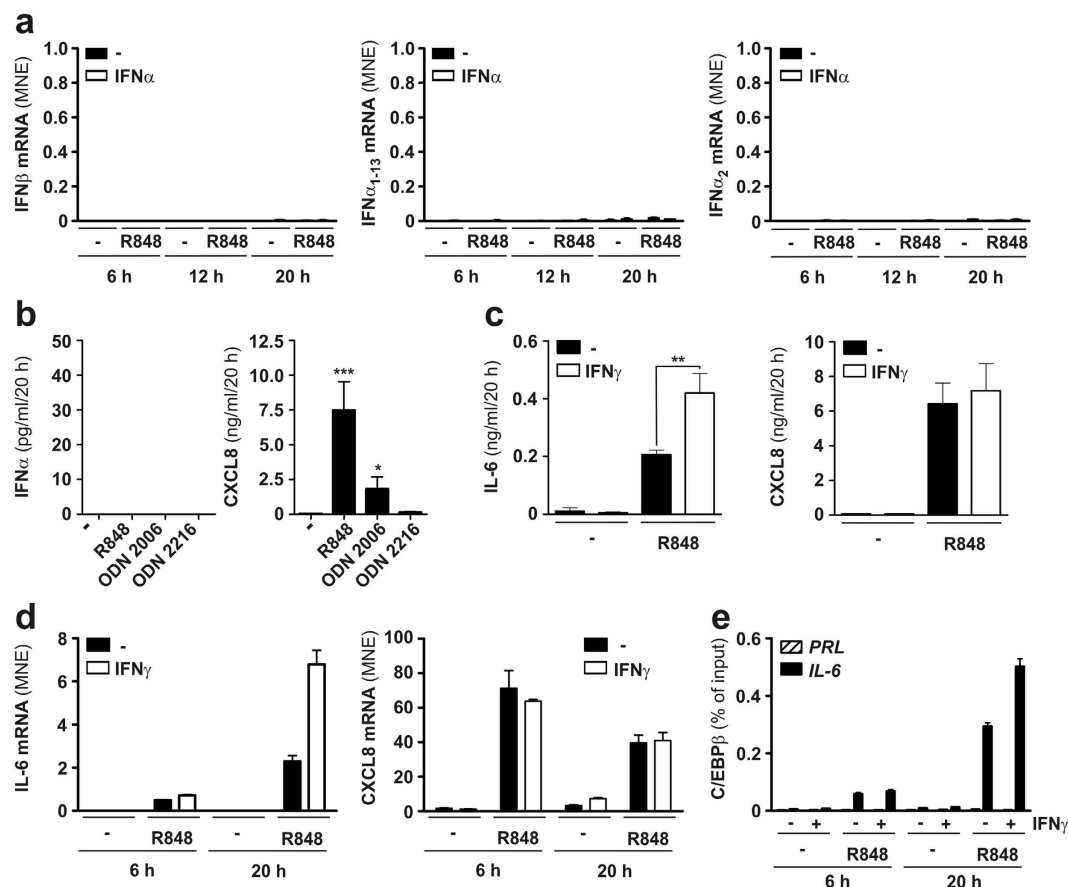 a
IFNβ mRNA (MNE)
1.0
0.8
0.6
0.4
0.2
0
-
IFNα
- R848 - R848 - R848
6 h 12 h 20 h
IFNα1-13 mRNA (MNE)
1.0
0.8
0.6
0.4
0.2
0
-
IFNα
- R848 - R848 - R848
6 h 12 h 20 h
IFNα2 mRNA (MNE)
1.0
0.8
0.6
0.4
0.2
0
-
IFNα
- R848 - R848 - R848
6 h 12 h 20 h
b
IFNα (pg/ml/20 h)
50
40
30
20
10
0
-
R848
ODN 2006
ODN 2216
CXCL8 (ng/ml/20 h)
12.5
10.0
7.5
5.0
2.5
0
***
*
-
R848
ODN 2006
ODN 2216
c
IL-6 (ng/ml/20 h)
0.6
0.4
0.2
0
-
IFNγ
**
- R848
CXCL8 (ng/ml/20 h)
10
8
6
4
2
0
-
IFNγ
- R848
d
IL-6 mRNA (MNE)
8
6
4
2
0
-
IFNγ
- R848 - R848
6 h 20 h
CXCL8 mRNA (MNE)
100
80
60
40
20
0
-
IFNγ
- R848 - R848
6 h 20 h
e
C/EBPβ (% of input)
0.6
0.4
0.2
0
PRL
IL-6
- + - + - + - + IFNγ
- R848 - R848
6 h 20 h